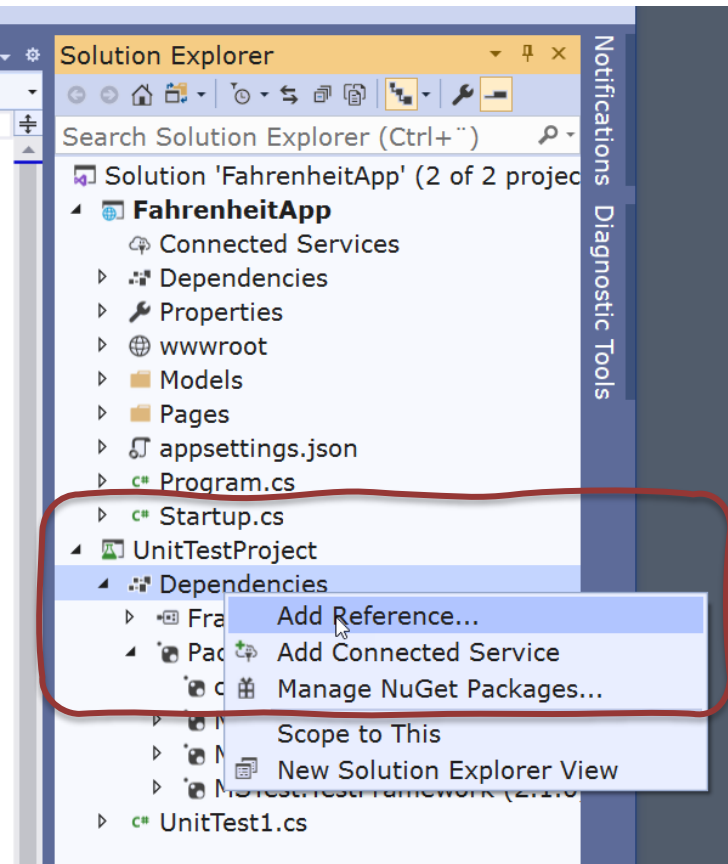 Solution Explorer
Search Solution Explorer (Ctrl+¨)
Solution 'FahrenheitApp' (2 of 2 projec
FahrenheitApp
Connected Services
Dependencies
Properties
wwwroot
Models
Pages
appsettings.json
C# Program.cs
C# Startup.cs
UnitTestProject
Dependencies
Fra
Add Reference...
Pac
Add Connected Service
Manage NuGet Packages...
Scope to This
New Solution Explorer View
C# UnitTest1.cs
Notifications
Diagnostic Tools